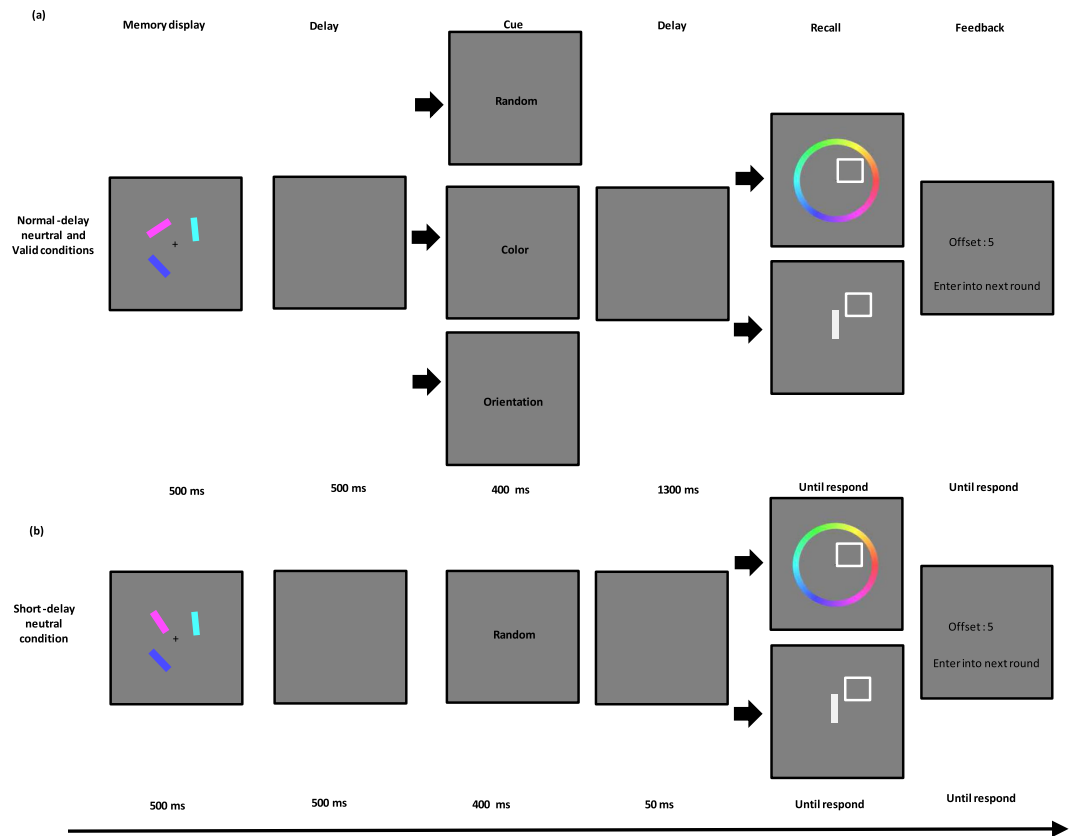 (a)
Memory display
Delay
Cue
Delay
Recall
Feedback
Random
Normal-delay
neurtral and
Valid conditions
+
Color
Offset : 5
Enter into next round
Orientation
500 ms
500 ms
400 ms
1300 ms
Until respond
Until respond
(b)
Short-delay
neutral
condition
+
Random
Offset : 5
Enter into next round
500 ms
500 ms
400 ms
50 ms
Until respond
Until respond